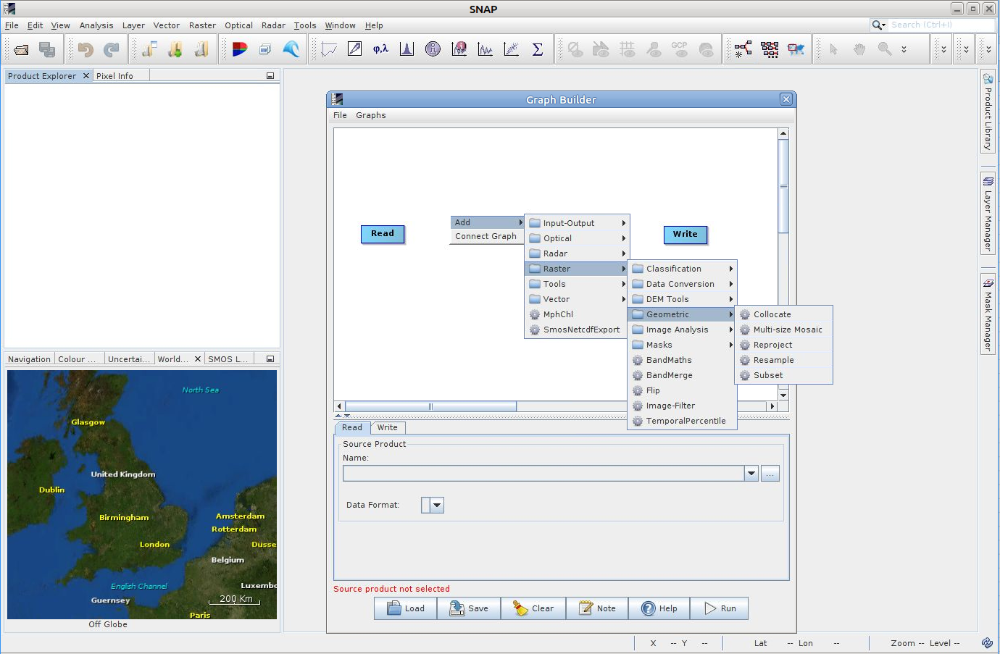 SNAP
File Edit View Analysis Layer Vector Raster Optical Radar Tools Window Help
Search (Ctrl+I)
φ,λ
Σ
GCP
Product Explorer
Pixel Info
Product Library
Layer Manager
Mask Manager
SNAP
Graph Builder
File Graphs
Read
Write
Add
Connect Graph
Input-Output
Optical
Radar
Raster
Tools
Vector
MphChl
SmosNetcdfExport
Classification
Data Conversion
DEM Tools
Geometric
Image Analysis
Masks
BandMaths
BandMerge
Flip
Image-Filter
TemporalPercentile
Collocate
Multi-size Mosaic
Reproject
Resample
Subset
Navigation Colour ... Uncertai... World... SMOS L...
North Sea
Glasgow
United Kingdom
Dublin
Birmingham
Amsterdam
Rotterdam
London
Düsse
Belgium
English Channel
Luxembo
Guernsey
200 Km
Paris
Off Globe
Read Write
Source Product
Name:
...
Data Format:
Source product not selected
Load Save Clear Note Help Run
X -- Y -- Lat -- Lon -- Zoom -- Level --